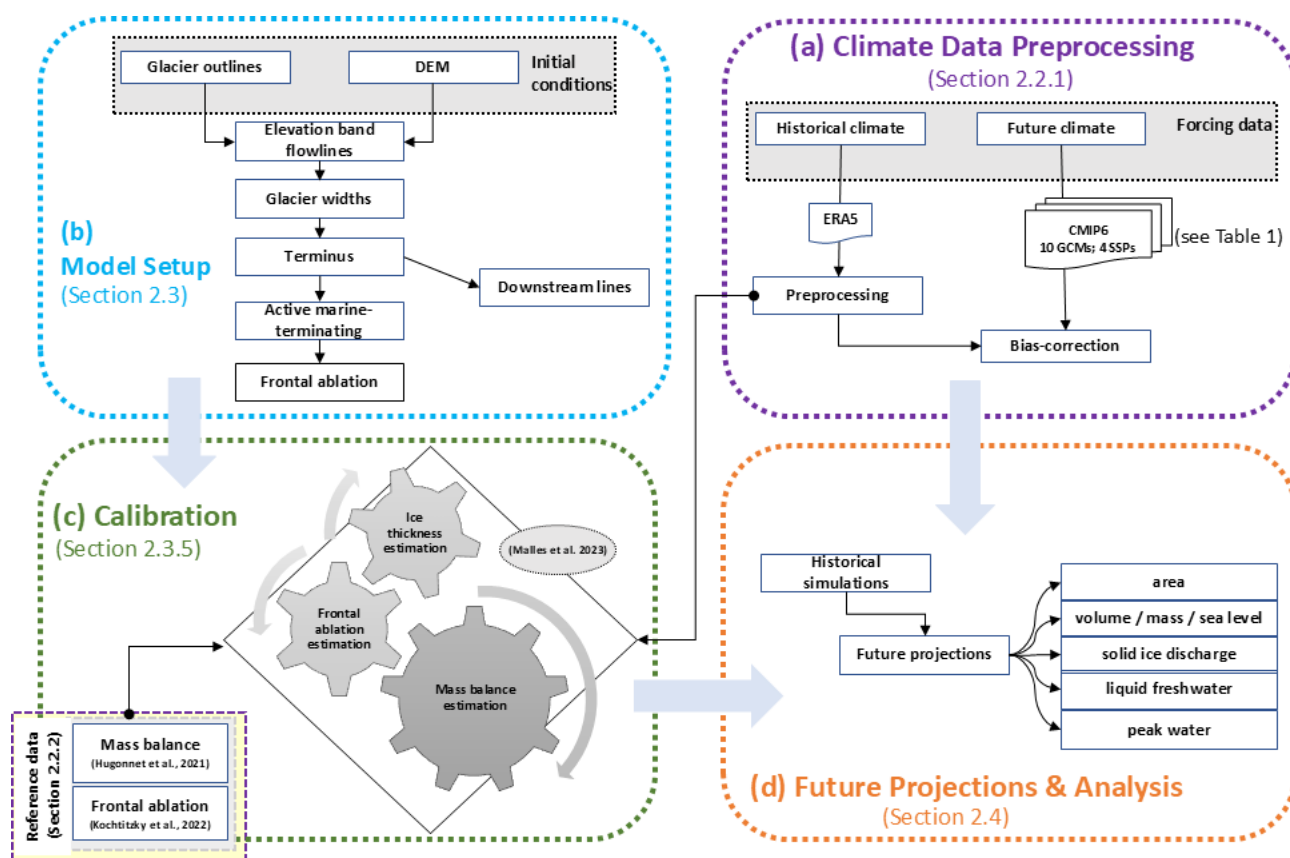 Glacier outlines
DEM
Initial
conditions
Elevation band
flowlines
Glacier widths
(b)
Model Setup
(Section 2.3)
Terminus
Downstream lines
Active marine-
terminating
Frontal ablation
(a) Climate Data Preprocessing
(Section 2.2.1)
Historical climate
Future climate
Forcing data
ERA5
CMIP6
10 GCMs; 4 SSPs
(see Table 1)
Preprocessing
Bias-correction
(c) Calibration
(Section 2.3.5)
Ice
thickness
estimation
(Malles et al. 2023)
Frontal
ablation
estimation
Mass balance
estimation
Reference data
(Section 2.2.2)
Mass balance
(Hugonnet et al., 2021)
Frontal ablation
(Kochtitzky et al., 2022)
Historical
simulations
Future projections
area
volume / mass / sea level
solid ice discharge
liquid freshwater
peak water
(d) Future Projections & Analysis
(Section 2.4)